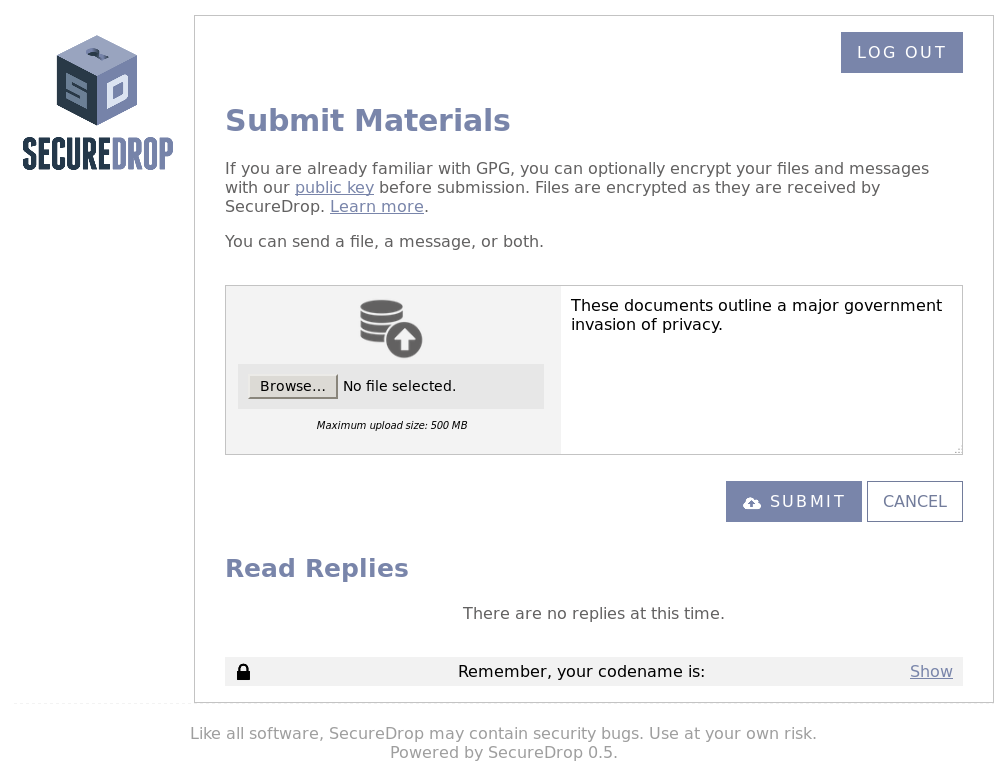 SD
SECUREDROP
LOG OUT
Submit Materials
If you are already familiar with GPG, you can optionally encrypt your files and messages
with our public key before submission. Files are encrypted as they are received by
SecureDrop. Learn more.
You can send a file, a message, or both.
These documents outline a major government
invasion of privacy.
Browse... No file selected.
Maximum upload size: 500 MB
SUBMIT CANCEL
Read Replies
There are no replies at this time.
Remember, your codename is: Show
Like all software, SecureDrop may contain security bugs. Use at your own risk.
Powered by SecureDrop 0.5.